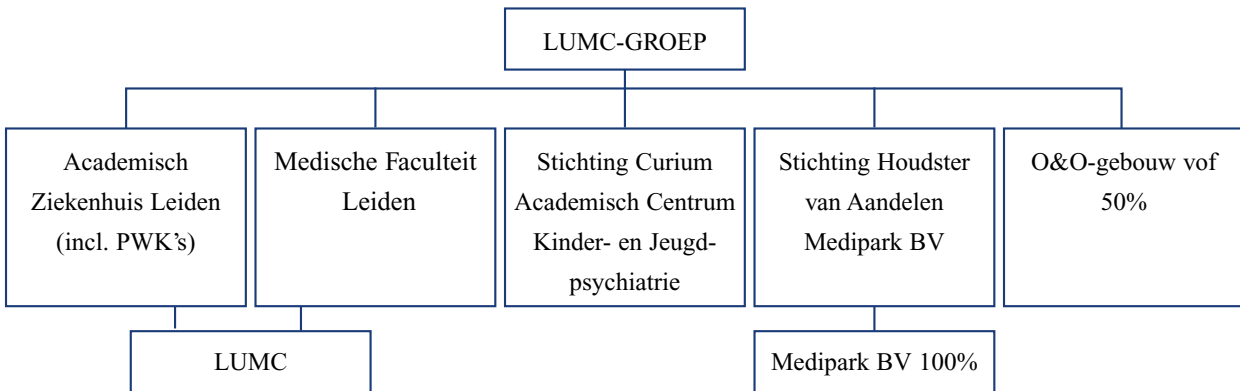 LUMC-GROEP
Academisch
Ziekenhuis Leiden
(incl. PWK’s)
Medische Faculteit
Leiden
Stichting Curium
Academisch Centrum
Kinder- en Jeugd-
psychiatrie
Stichting Houdster
van Aandelen
Medipark BV
O&O-gebouw vof
50%
LUMC
Medipark BV 100%